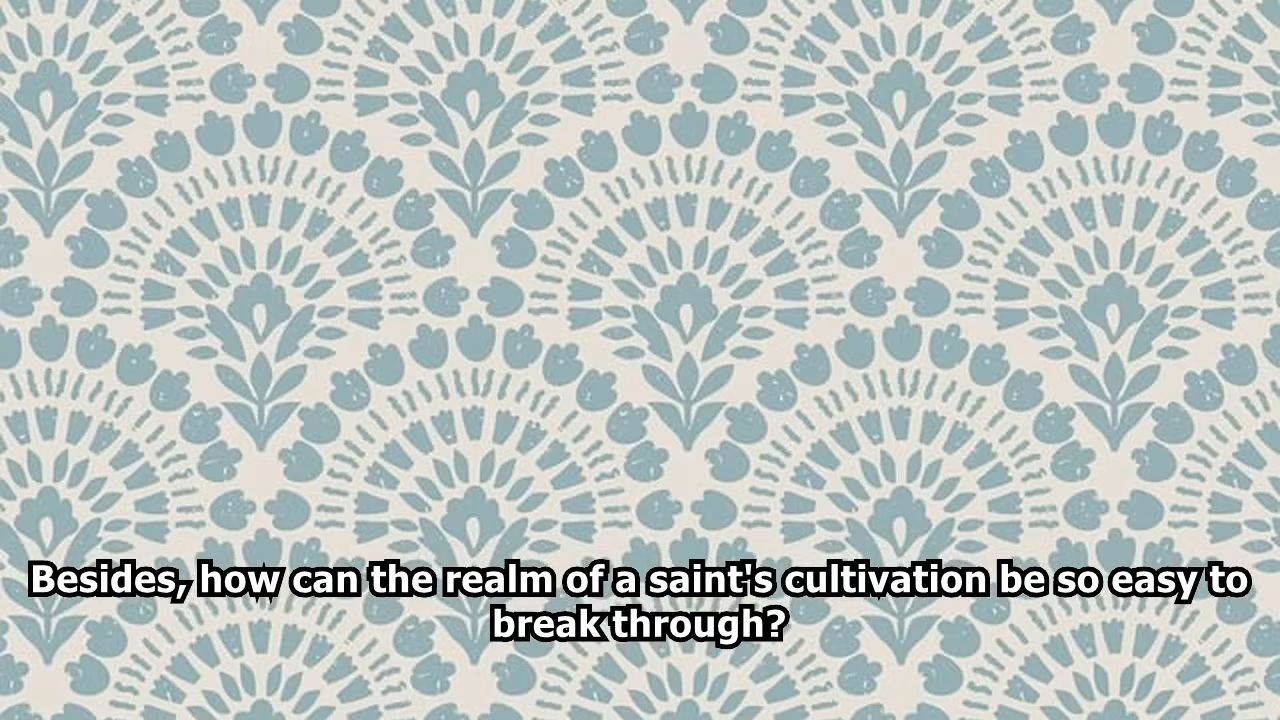 Besides, how can the realm of a saint's cultivation be so easy to
break through?